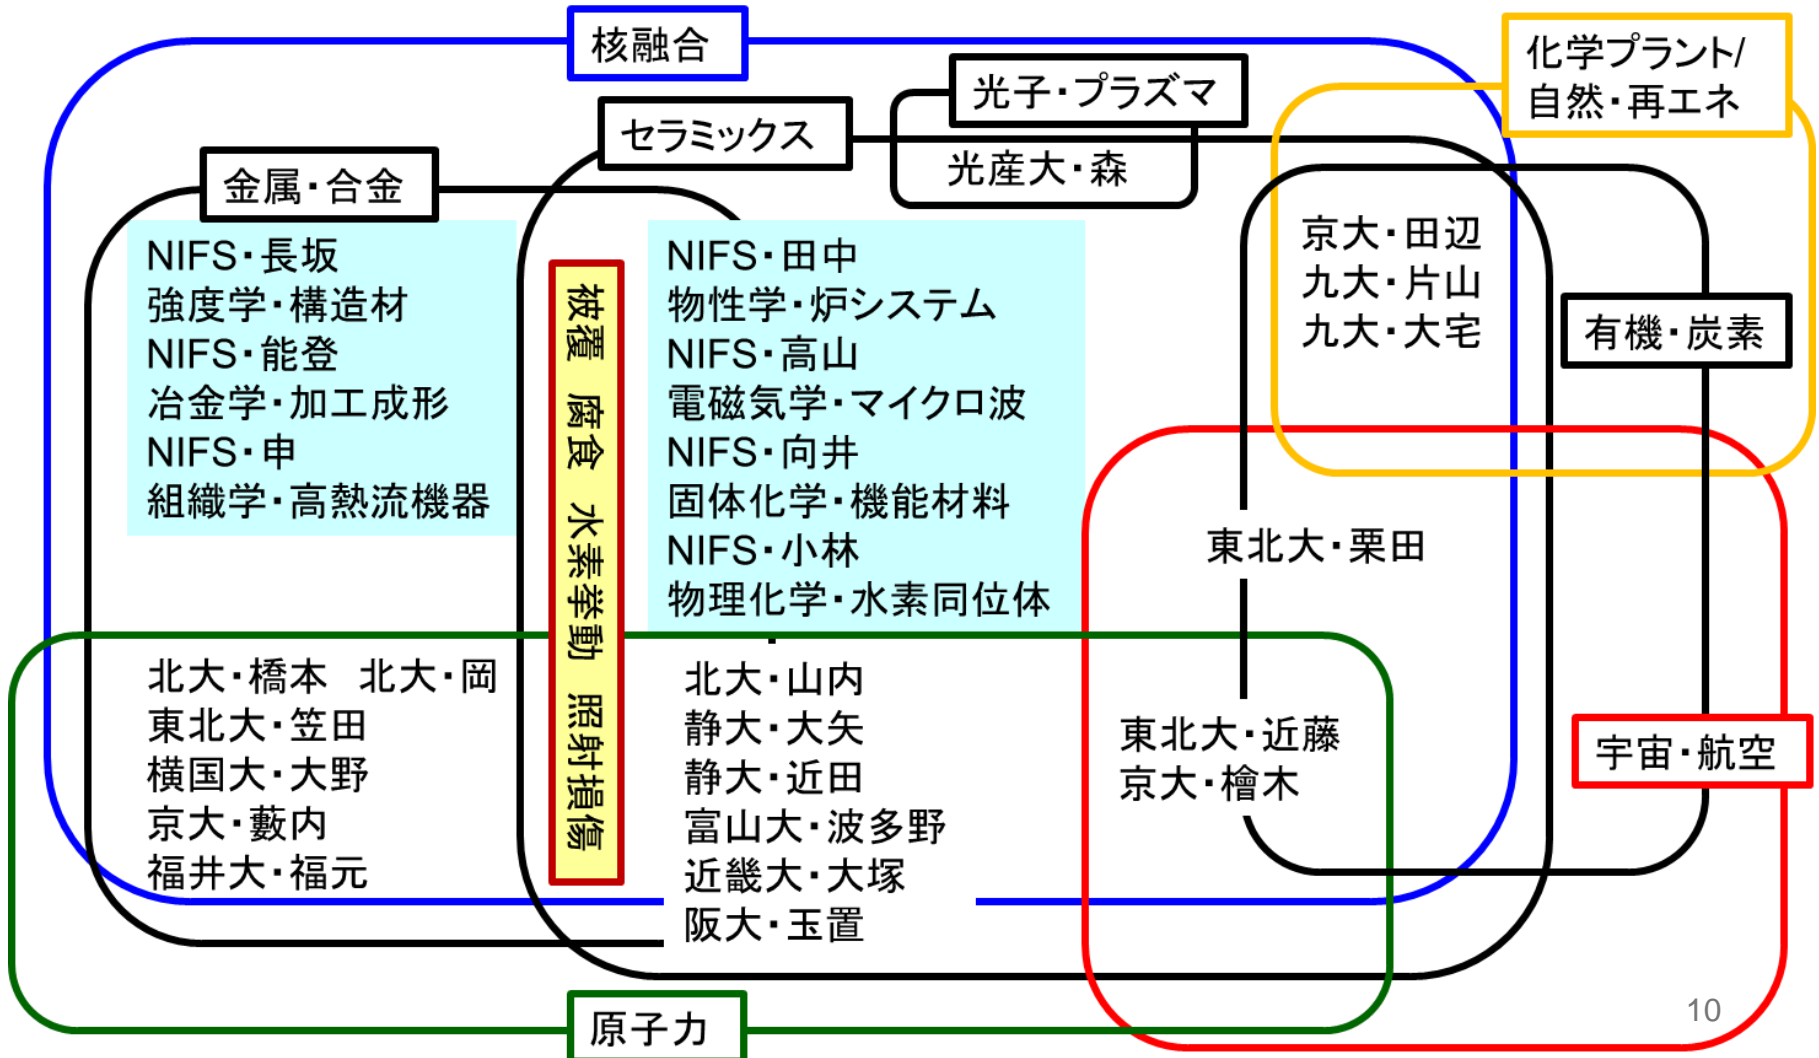 核融合
光子・プラズマ
化学プラント/
自然・再エネ
セラミックス
光産大・森
金属・合金
NIFS・長坂
強度学・構造材
NIFS・能登
冶金学・加工成形
NIFS・申
組織学・高熱流機器
被覆 腐食 水素挙動 照射損傷
NIFS・田中
物性学・炉システム
NIFS・高山
電磁気学・マイクロ波
NIFS・向井
固体化学・機能材料
NIFS・小林
物理化学・水素同位体
京大・田辺
九大・片山
九大・大宅
有機・炭素
東北大・栗田
北大・橋本 北大・岡
東北大・笠田
横国大・大野
京大・藪内
福井大・福元
北大・山内
静大・大矢
静大・近田
富山大・波多野
近畿大・大塚
阪大・玉置
東北大・近藤
京大・檜木
宇宙・航空
原子力
10